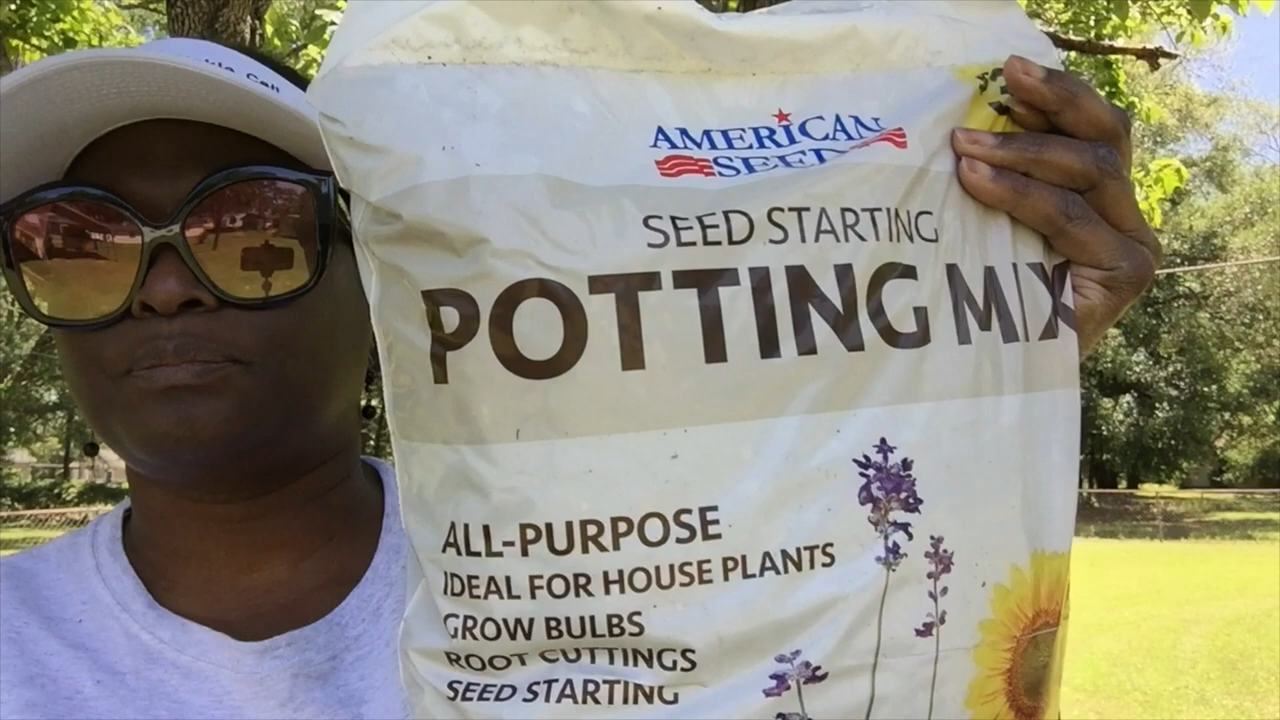 AMERICAN
SEED
SEED STARTING
POTTING MIX
ALL-PURPOSE
IDEAL FOR HOUSE PLANTS
GROW BULBS
ROOT CUTTINGS
SEED STARTING